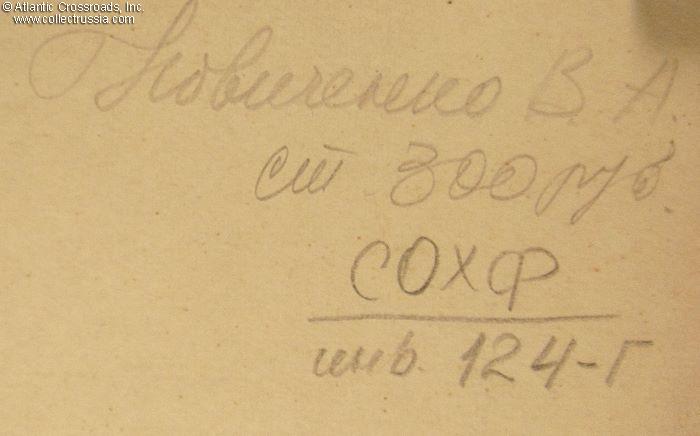 © Atlantic Crossroads, Inc.
www.collectrussia.com
Новиченко В. А.
ст 300 руб.
СОХФ
инв. 124-Г